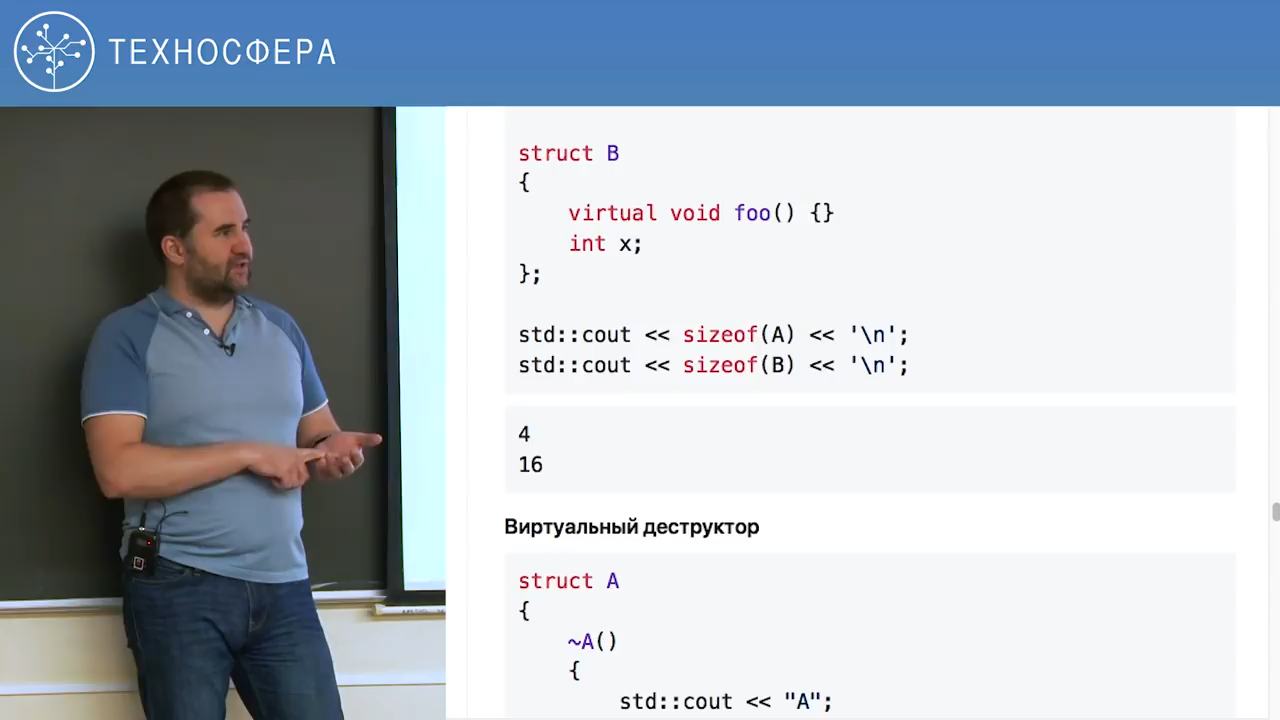 ТЕХНОСФЕРА
struct B
{
    virtual void foo() {}
    int x;
};
std::cout << sizeof(A) << '\n';
std::cout << sizeof(B) << '\n';
4
16
Виртуальный деструктор
struct A
{
    ~A()
    {
        std::cout << "A";